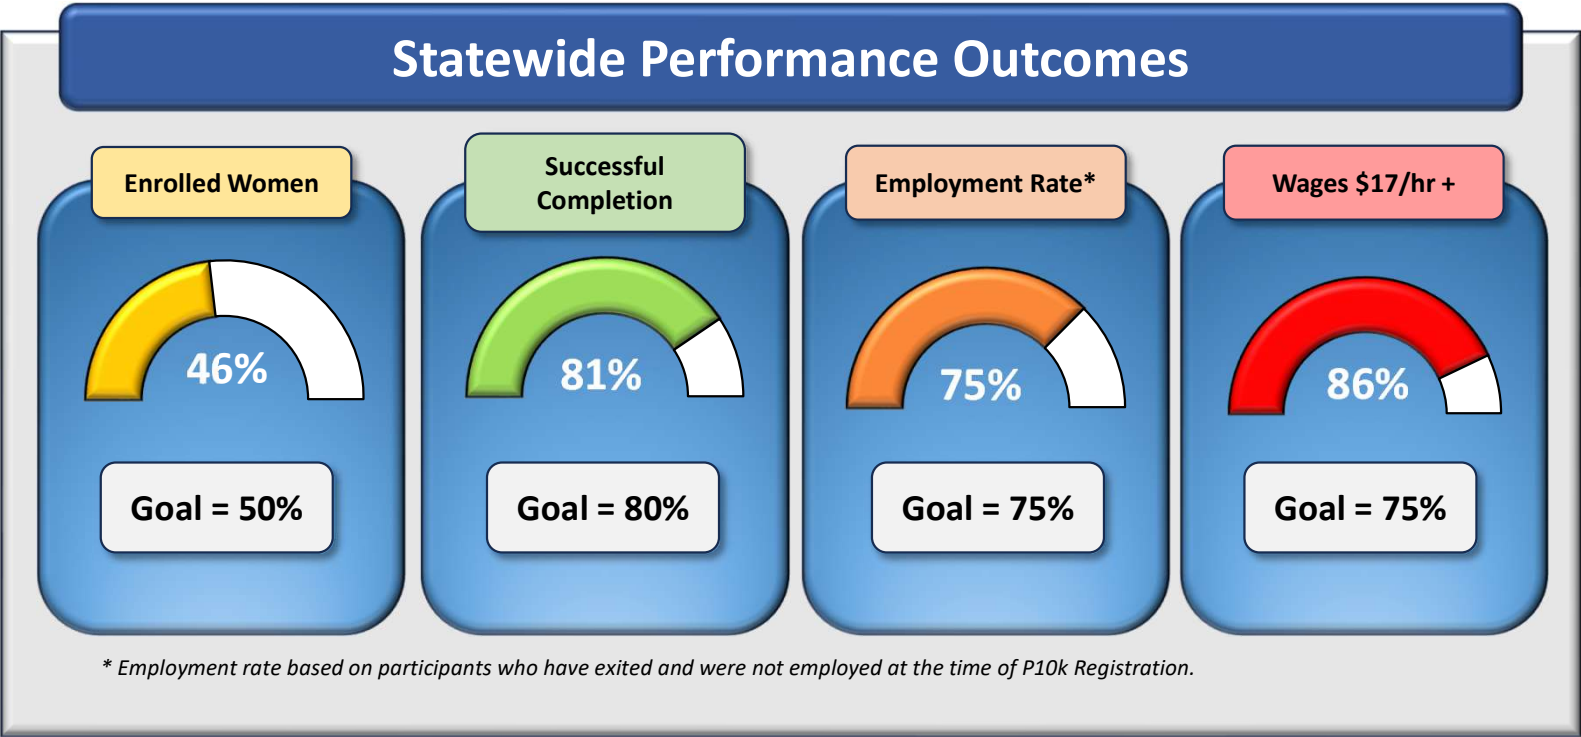 Statewide Performance Outcomes
Enrolled Women
46%
Goal = 50%
Successful
Completion
81%
Goal = 80%
Employment Rate*
75%
Goal = 75%
Wages $17/hr +
86%
Goal = 75%
* Employment rate based on participants who have exited and were not employed at the time of P10k Registration.